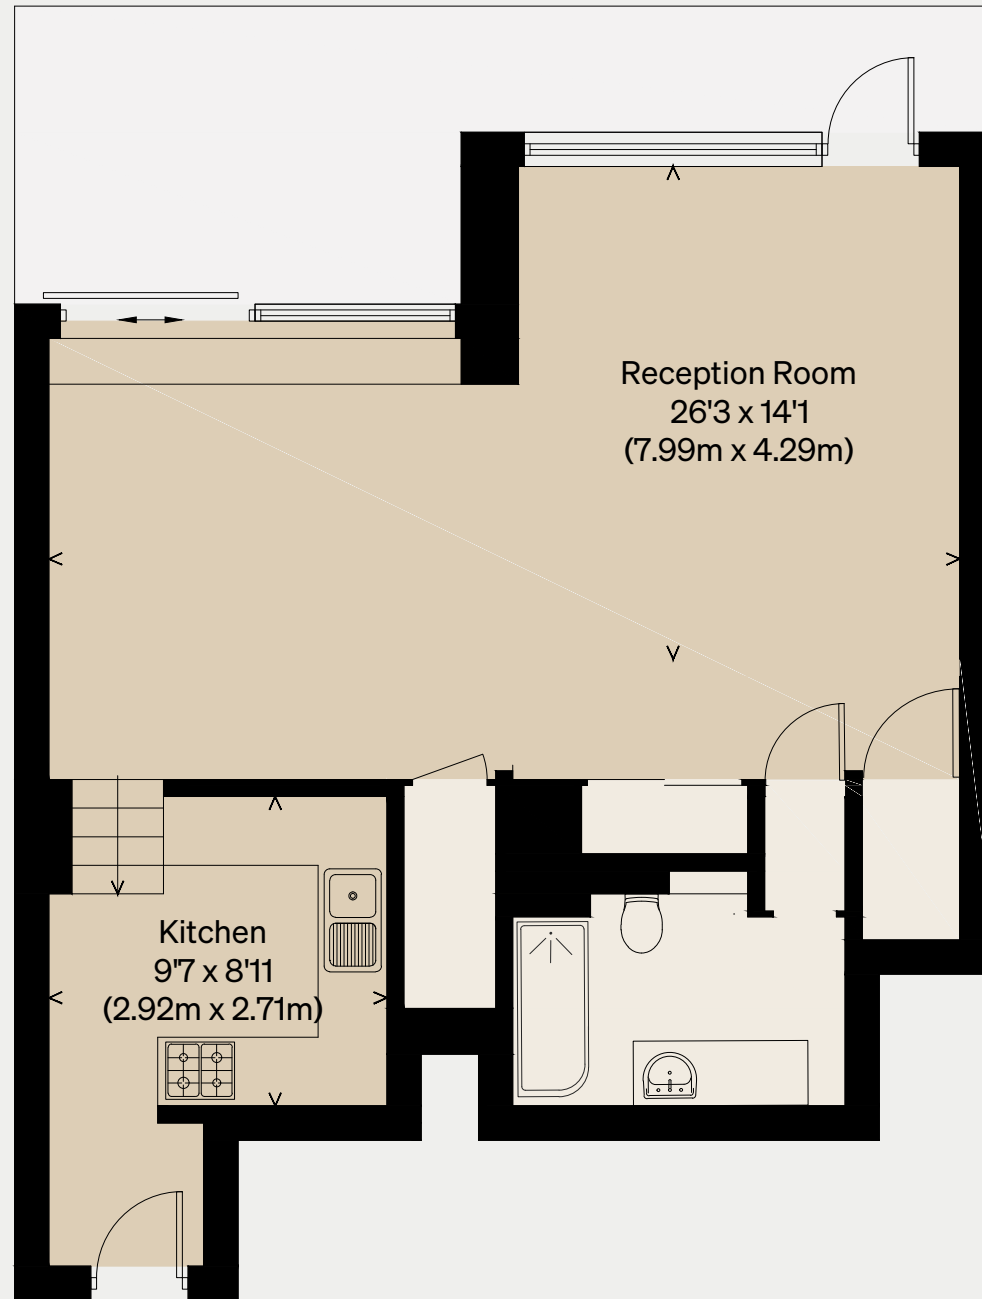 Reception Room
26'3 x 14'1
(7.99m x 4.29m)
Kitchen
9'7 x 8'11
(2.92m x 2.71m)